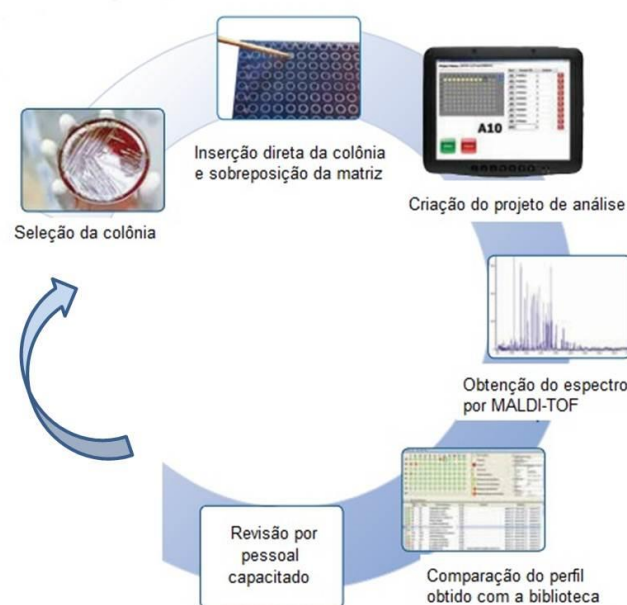 Inserção direta da colônia
e sobreposição da matriz
A10
Criação do projeto de análise
Seleção da colônia
Obtenção do espectro
por MALDI-TOF
Revisão por
pessoal
capacitado
Comparação do perfil
obtido com a biblioteca